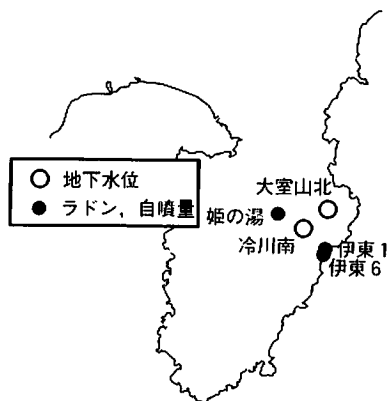 地下水位
ラドン，自噴量
大室山北
姫の湯
冷川南
伊東1
伊東6